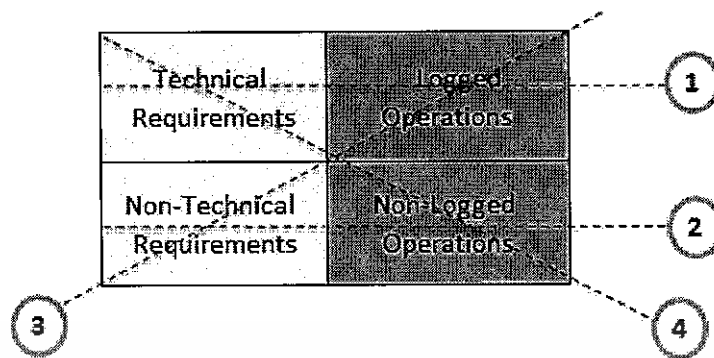 Technical
Requirements
Logged
Operations
1
Non-Technical
Requirements
Non-Logged
Operations
2
3
4